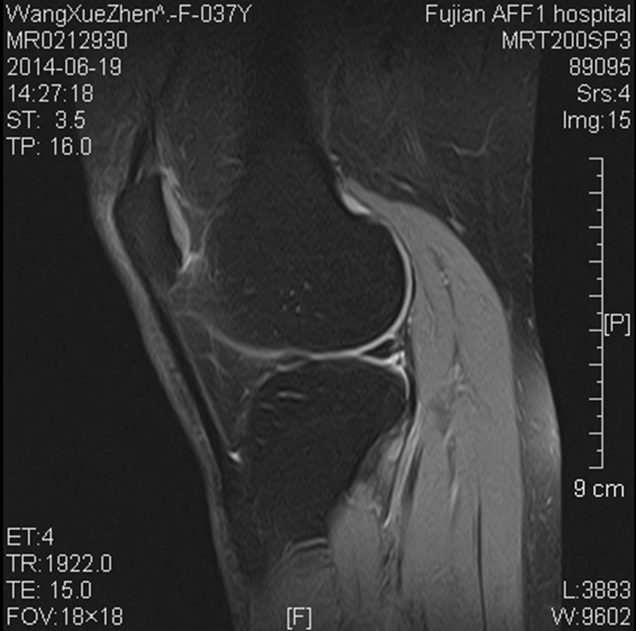 WangXueZhen^.-F-037Y
MR0212930
2014-06-19
14:27:18
ST: 3.5
TP: 16.0
Fujian AFF1 hospital
MRT200SP3
89095
Srs:4
Img:15
[P]
9 cm
ET:4
TR:1922.0
TE: 15.0
FOV:18×18
[F]
L:3883
W:9602